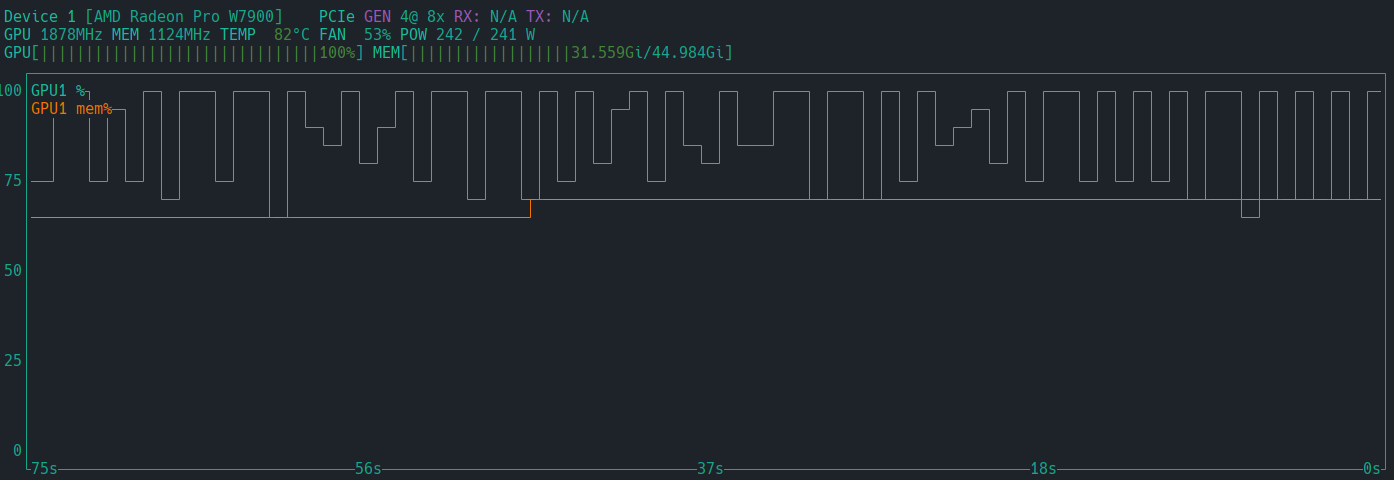 Device 1 [AMD Radeon Pro W7900] PCIe GEN 4@ 8x RX: N/A TX: N/A
GPU 1878MHz MEM 1124MHz TEMP 82°C FAN 53% POW 242 / 241 W
GPU[|||||||||||||||||||||||||||||||100%] MEM[||||||||||||||||||31.559Gi/44.984Gi]
100 GPU1 %
GPU1 mem%
75
50
25
0
75s 56s 37s 18s 0s